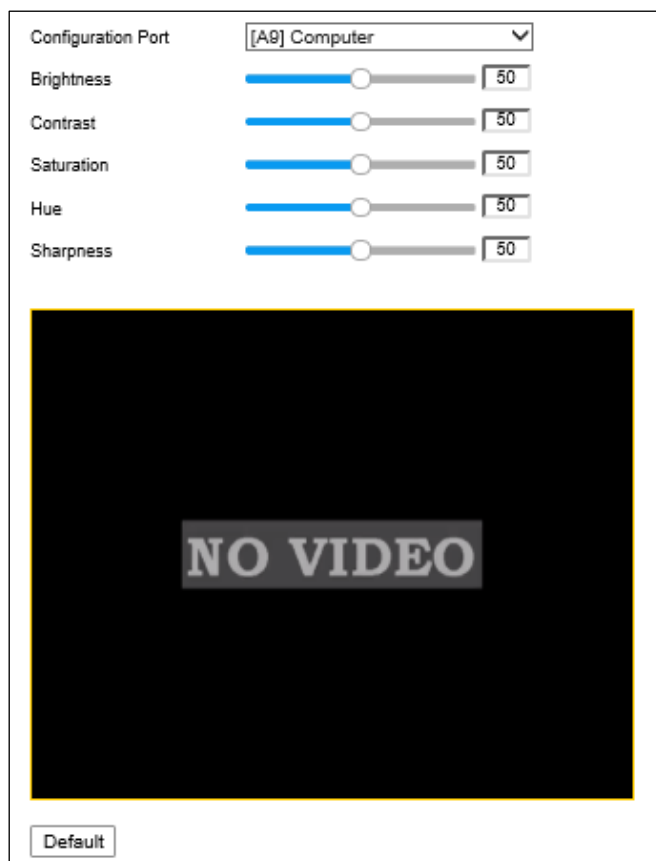 Configuration Port [A9] Computer
Brightness 50
Contrast 50
Saturation 50
Hue 50
Sharpness 50
NO VIDEO
Default